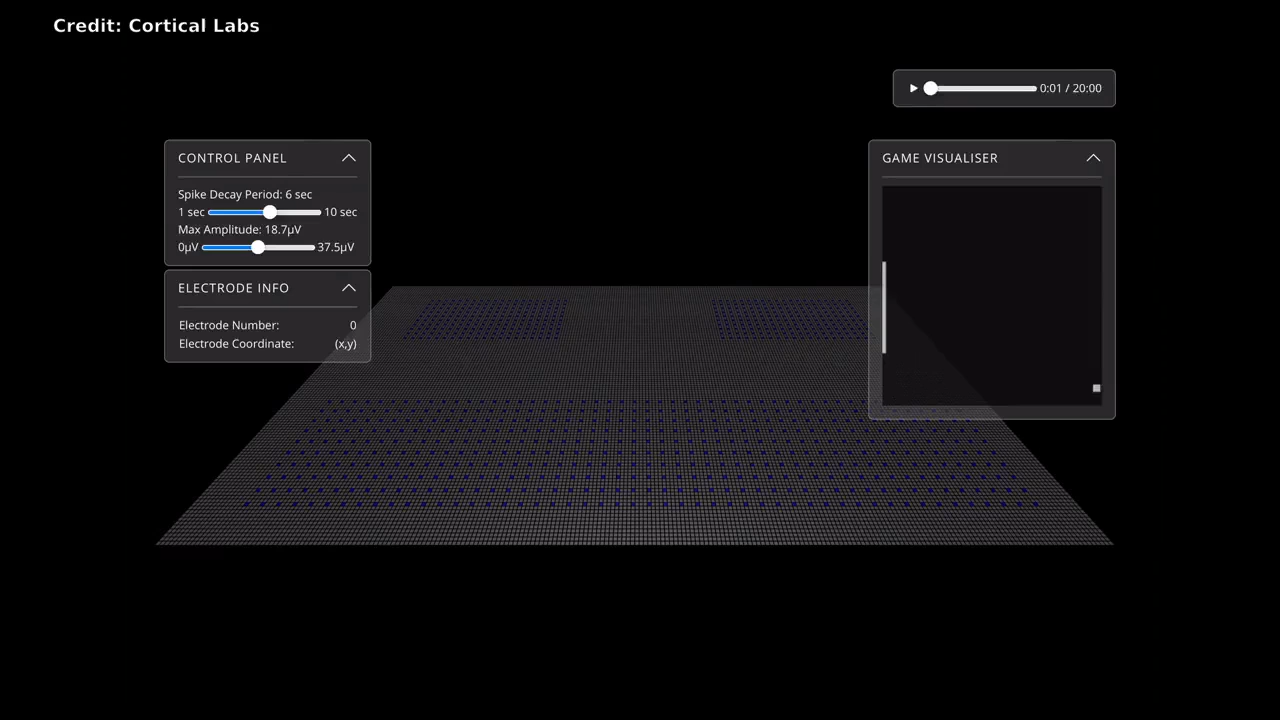 Credit: Cortical Labs
0:01 / 20:00
CONTROL PANEL
Spike Decay Period: 6 sec
1 sec 10 sec
Max Amplitude: 18.7µV
0µV 37.5µV
ELECTRODE INFO
Electrode Number: 0
Electrode Coordinate: (x,y)
GAME VISUALISER